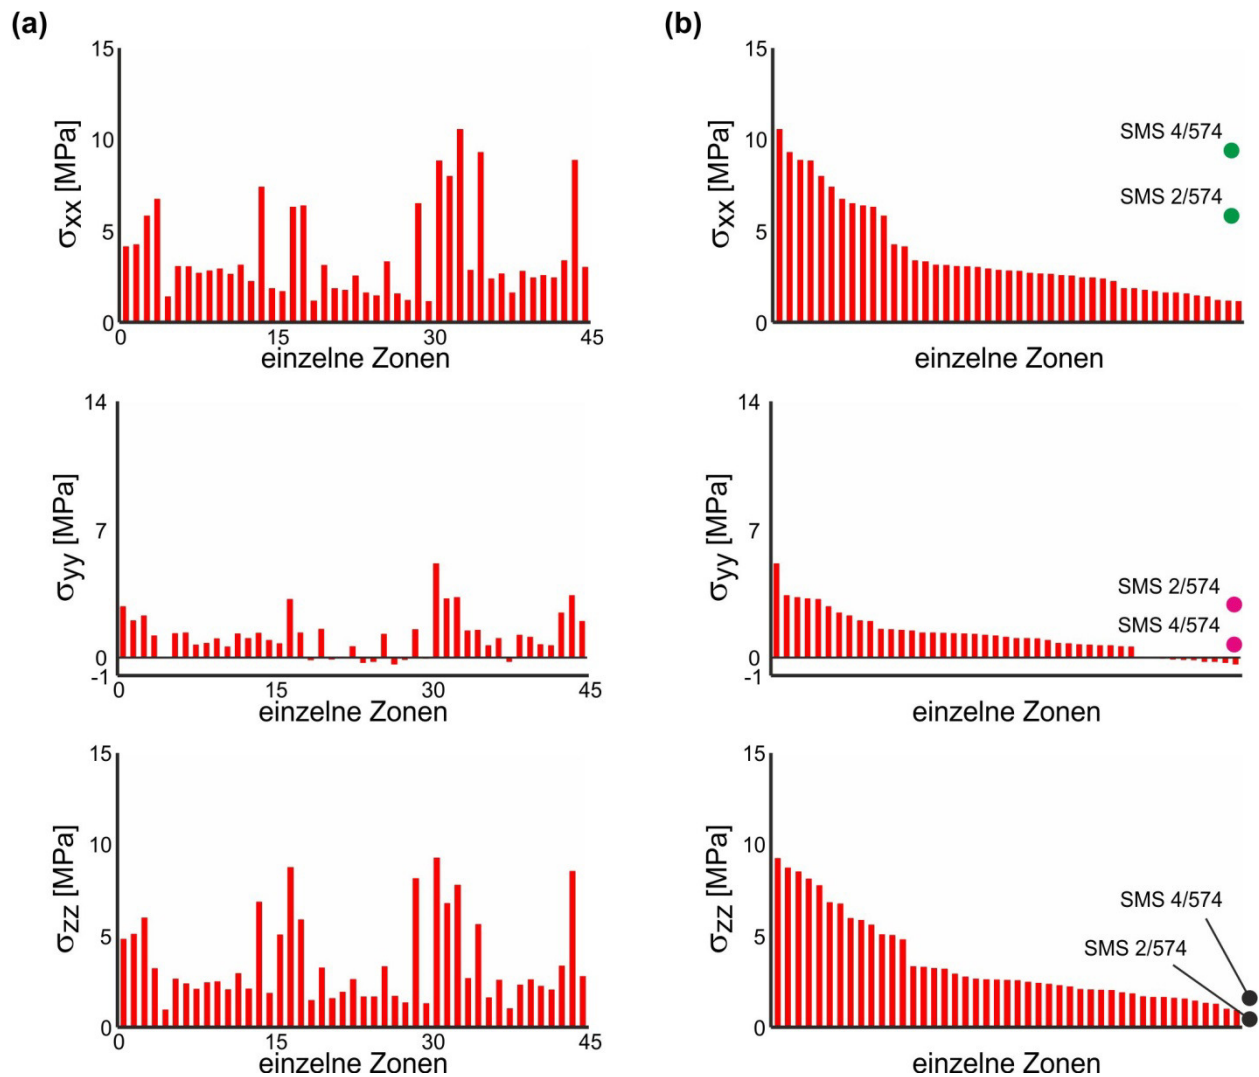 (a)
(b)
15
10
5
0
σxx [MPa]
0
15
30
45
einzelne Zonen
15
10
5
0
σxx [MPa]
SMS 4/574
SMS 2/574
einzelne Zonen
14
7
0
-1
σyy [MPa]
0
15
30
45
einzelne Zonen
14
7
0
-1
σyy [MPa]
SMS 2/574
SMS 4/574
einzelne Zonen
15
10
5
0
σzz [MPa]
0
15
30
45
einzelne Zonen
15
10
5
0
σzz [MPa]
SMS 4/574
SMS 2/574
einzelne Zonen